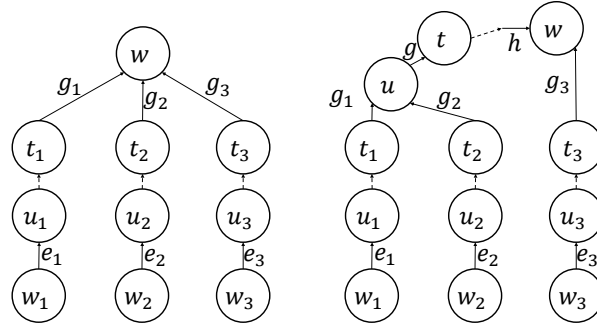 w
g₁ g₂ g₃
t₁ t₂ t₃
u₁ u₂ u₃
e₁ e₂ e₃
w₁ w₂ w₃
t w
g h
u
g₁ g₂ g₃
t₁ t₂ t₃
u₁ u₂ u₃
e₁ e₂ e₃
w₁ w₂ w₃